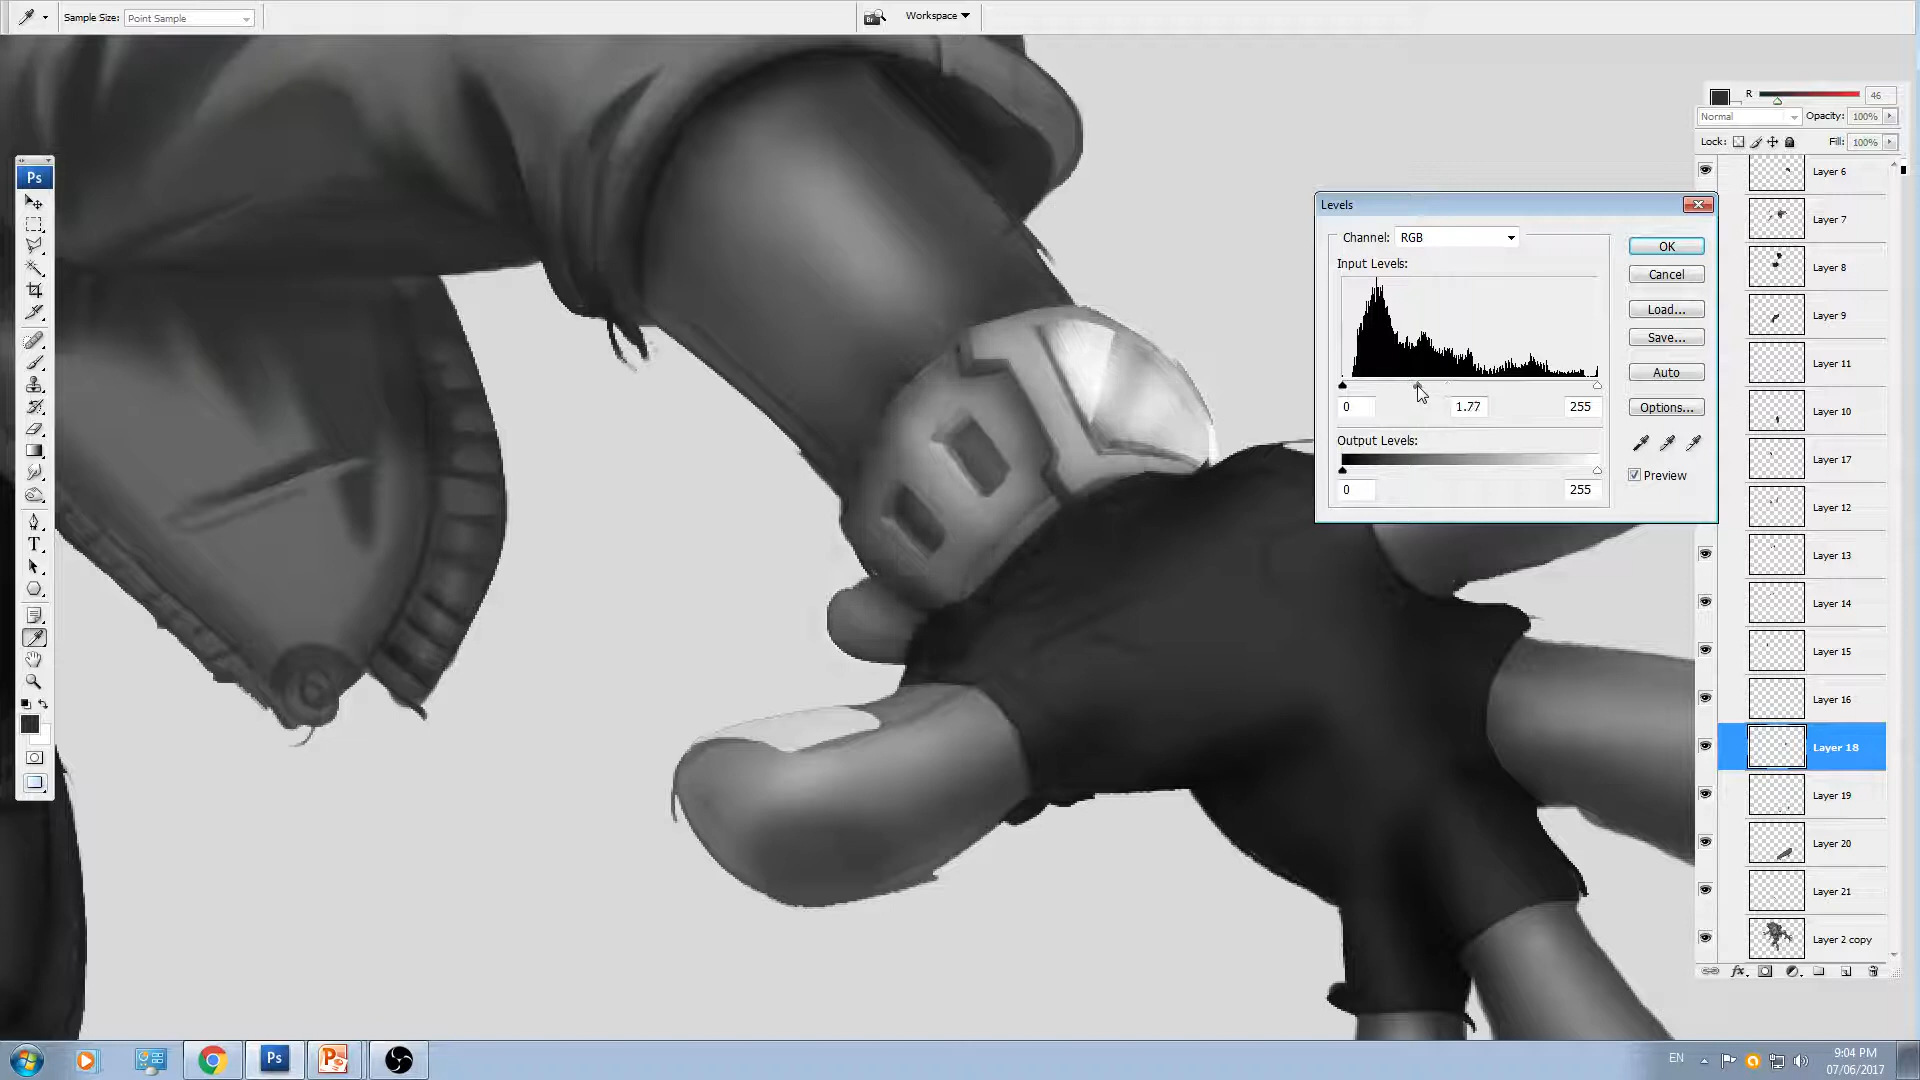 Sample Size: Point Sample
Br
Workspace
R 46
Normal Opacity: 100%
Lock: Fill: 100%
Ps
T
Levels
Channel: RGB
Input Levels:
0 1.77 255
Output Levels:
0 255
OK
Cancel
Load...
Save...
Auto
Options...
Preview
Layer 6
Layer 7
Layer 8
Layer 9
Layer 11
Layer 10
Layer 17
Layer 12
Layer 13
Layer 14
Layer 15
Layer 16
Layer 18
Layer 19
Layer 20
Layer 21
Layer 2 copy
fx
Ps
P
EN
9:04 PM
07/06/2017